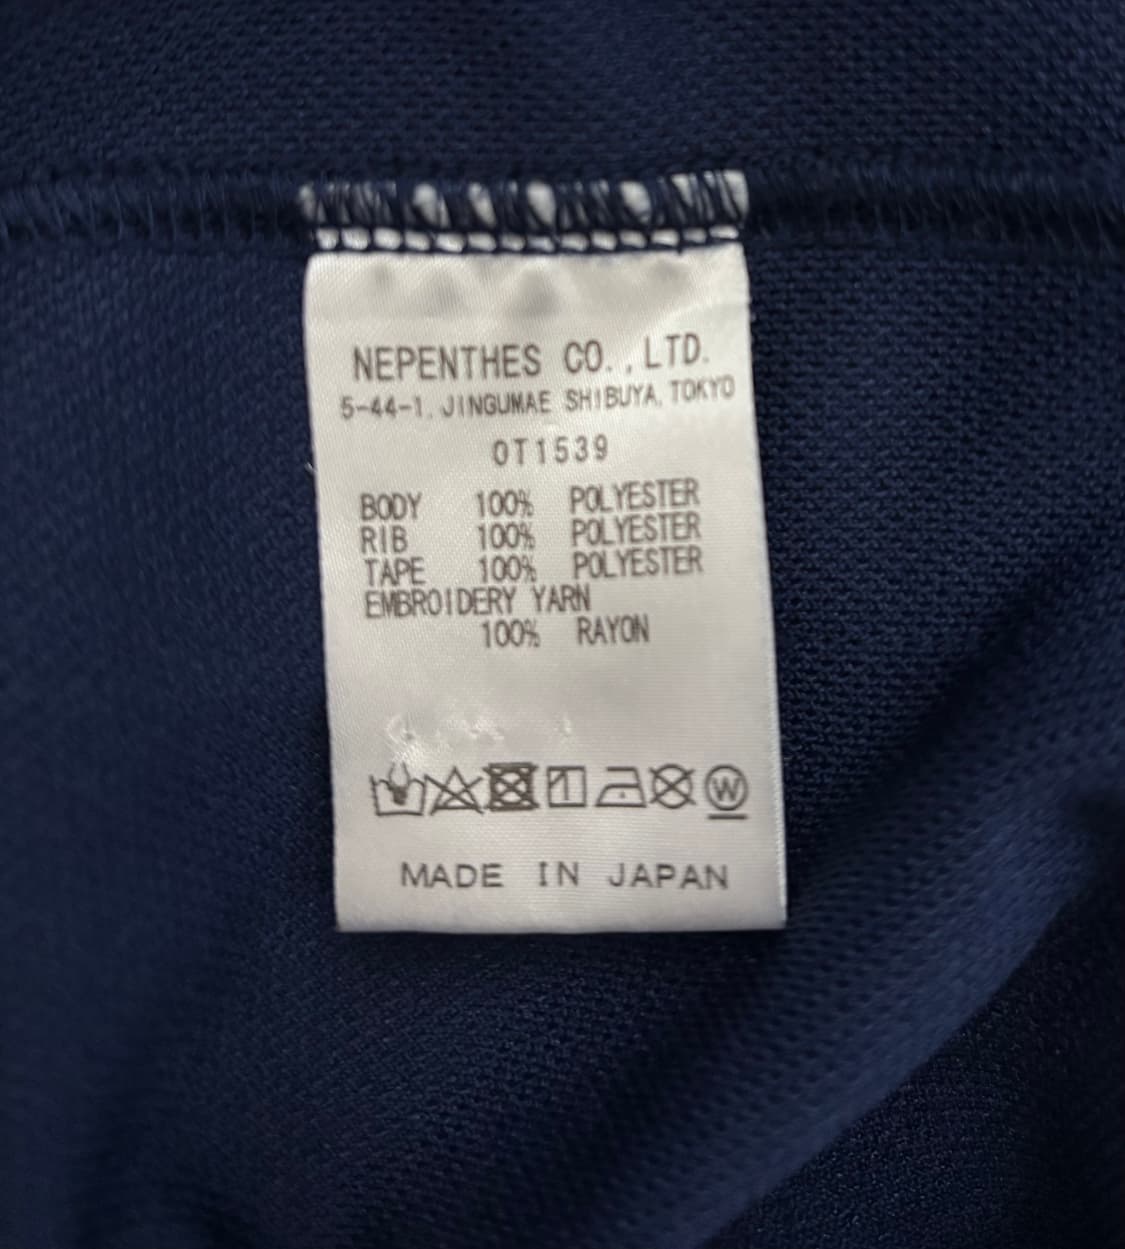 NEPENTHES CO.,LTD.
5-44-1, JINGUMAE SHIBUYA, TOKYO
OT1539
BODY 100% POLYESTER
RIB 100% POLYESTER
TAPE 100% POLYESTER
EMBROIDERY YARN
100% RAYON
W
MADE IN JAPAN